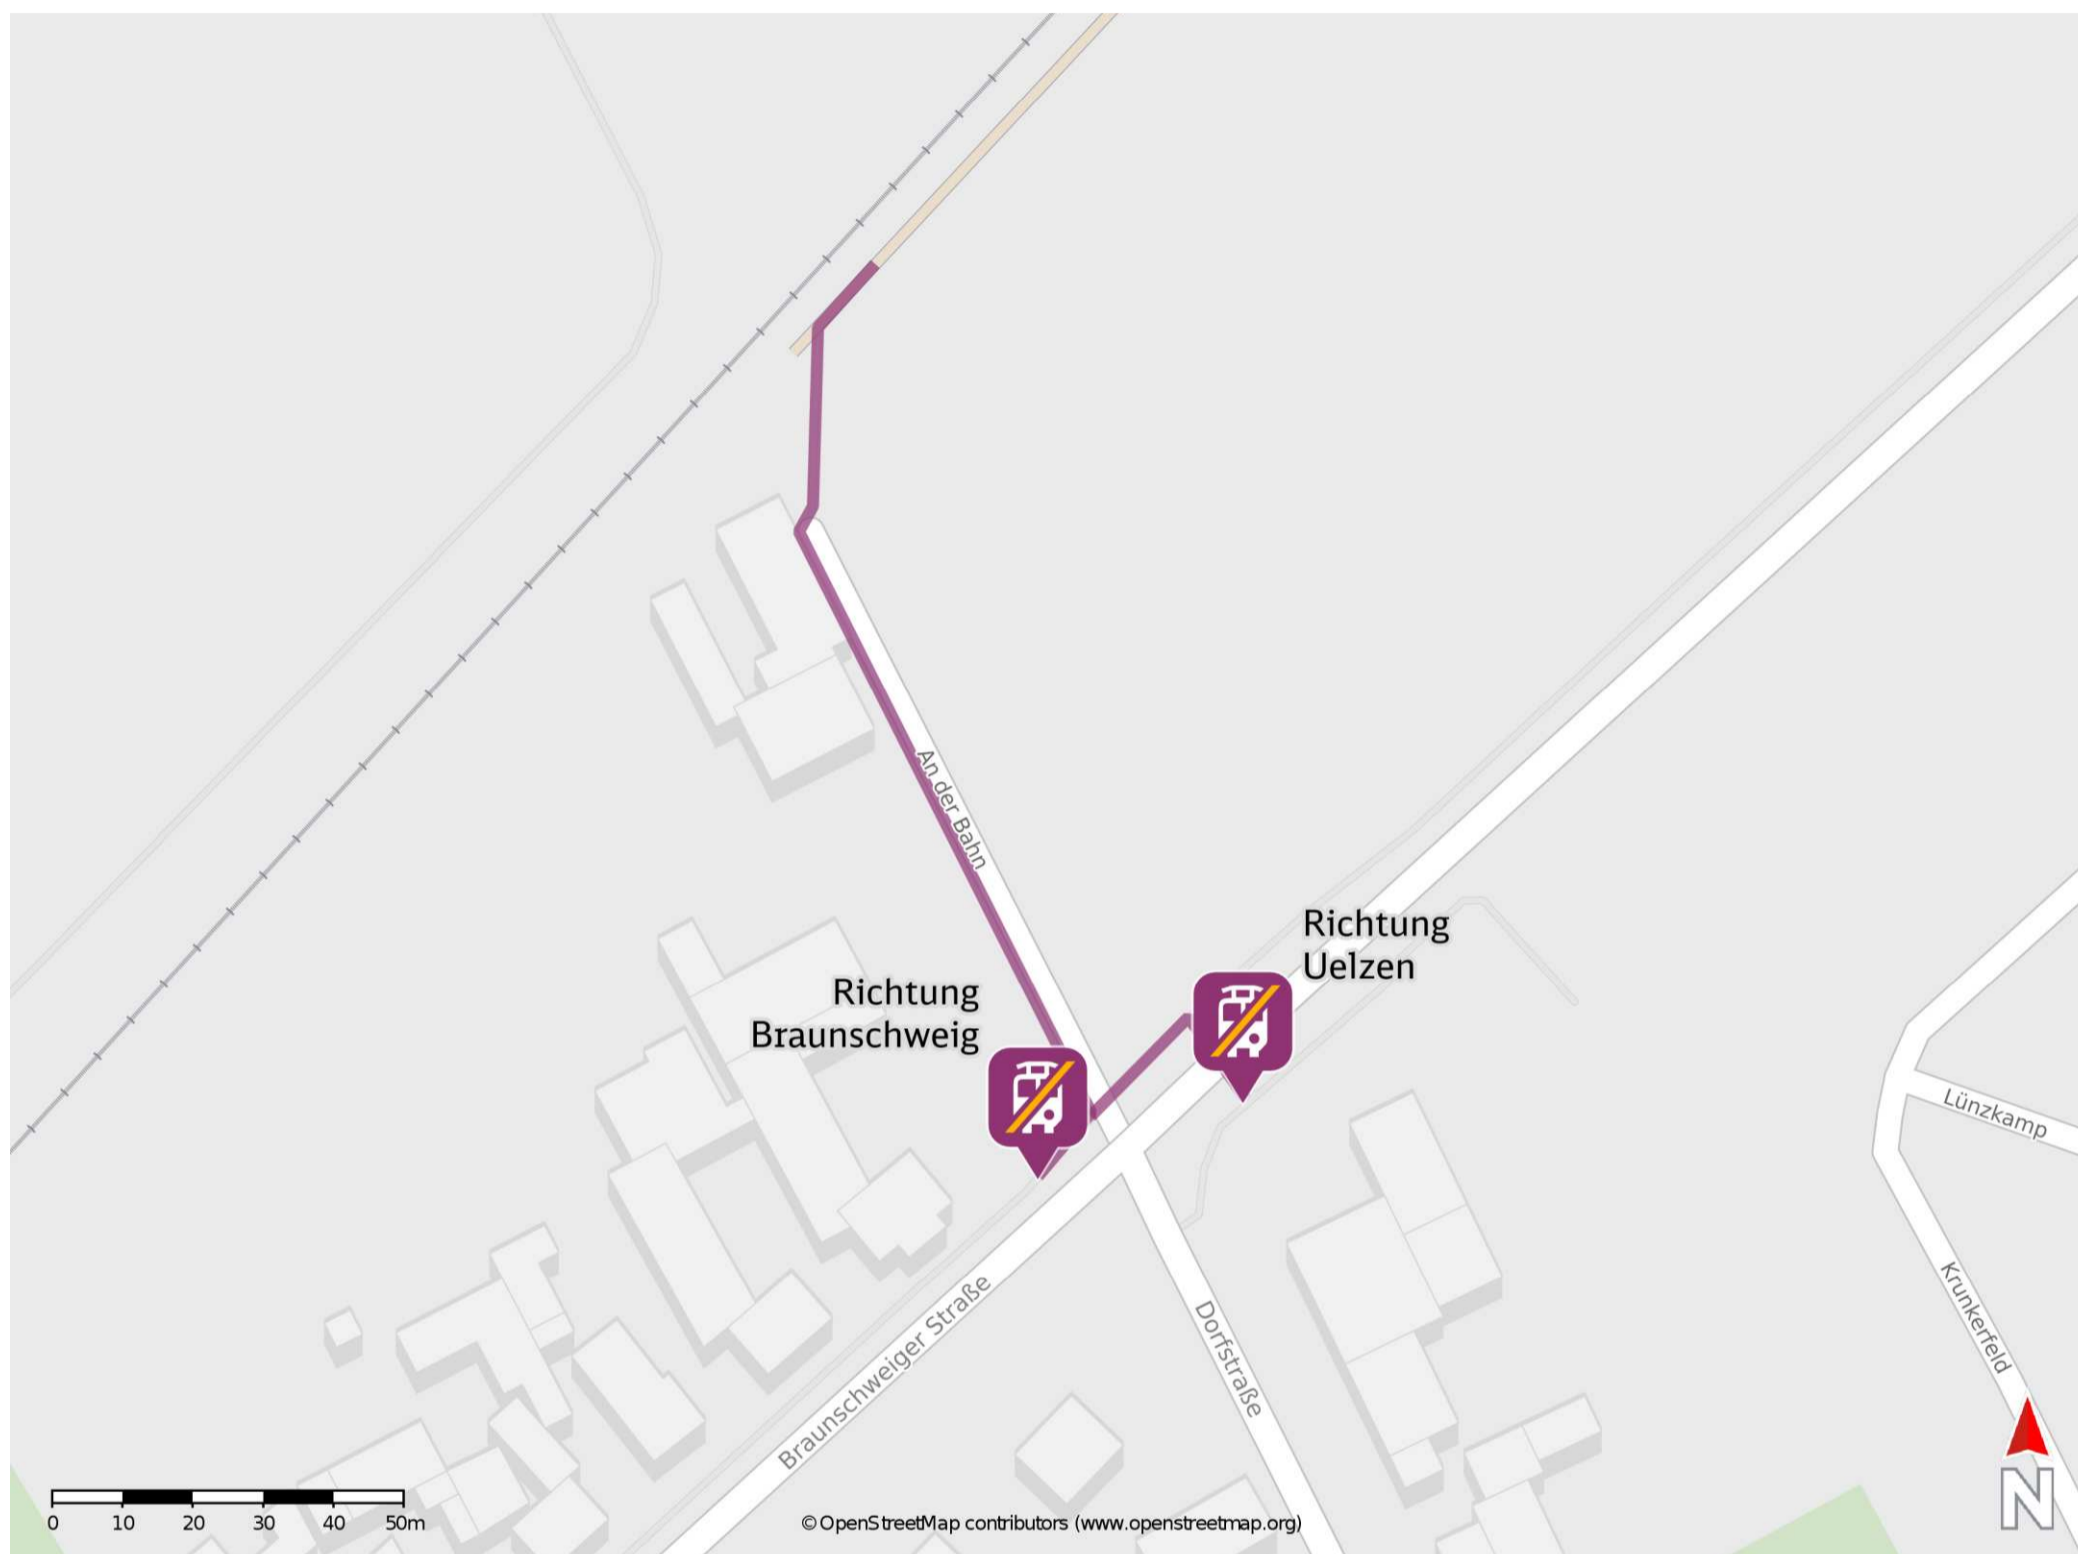 An der Bahn
Richtung
Uelzen
Richtung
Braunschweig
Lünzkamp
Krunkerfeld
Braunschweiger Straße
Dorfstraße
0 10 20 30 40 50m
© OpenStreetMap contributors (www.openstreetmap.org)
N